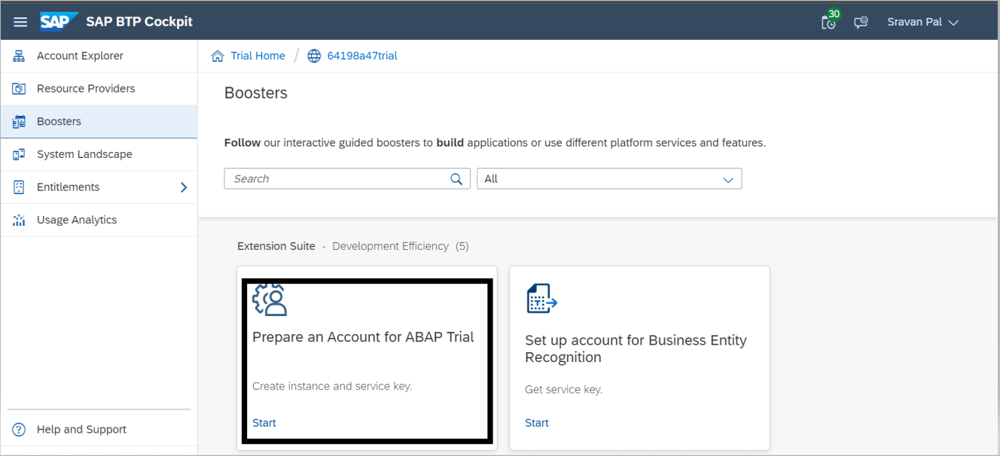 SAP SAP BTP Cockpit 30 Sravan Pal
Account Explorer
Resource Providers
Boosters
System Landscape
Entitlements
Usage Analytics
Help and Support
Trial Home / 64198a47trial
Boosters
Follow our interactive guided boosters to build applications or use different platform services and features.
Search All
Extension Suite - Development Efficiency (5)
Prepare an Account for ABAP Trial
Create instance and service key.
Start
T
Set up account for Business Entity
Recognition
Get service key.
Start